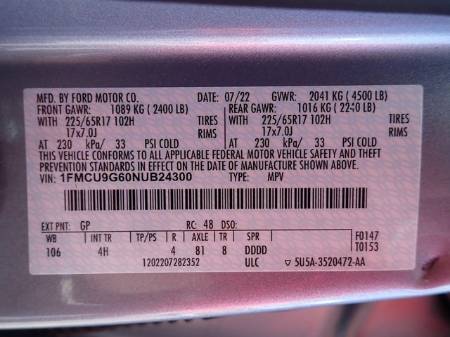 MFD. BY FORD MOTOR CO. 07/22 GVWR: 2041 KG (4500 LB)
FRONT GAWR: 1089 KG (2400 LB) REAR GAWR: 1016 KG (2240 LB)
WITH 225/65R17 102H TIRES WITH 225/65R17 102H TIRES
17x7.0J RIMS 17x7.0J RIMS
AT 230 kPa/ 33 PSI COLD AT 230 kPa/ 33 PSI COLD
THIS VEHICLE CONFORMS TO ALL APPLICABLE FEDERAL MOTOR VEHICLE SAFETY, BUMPER, AND THEFT
PREVENTION STANDARDS IN EFFECT ON THE DATE OF MANUFACTURE SHOWN ABOVE.
VIN: 1FMCU9G60NUB24300 TYPE: MPV
EXT PNT: GP RC: 48 DSO: F0147
WB INT TR TP/PS R AXLE TR SPR T0153
106 4H 4 81 8 DDDD
1202207282352 ULC 5U5A-3520472-AA